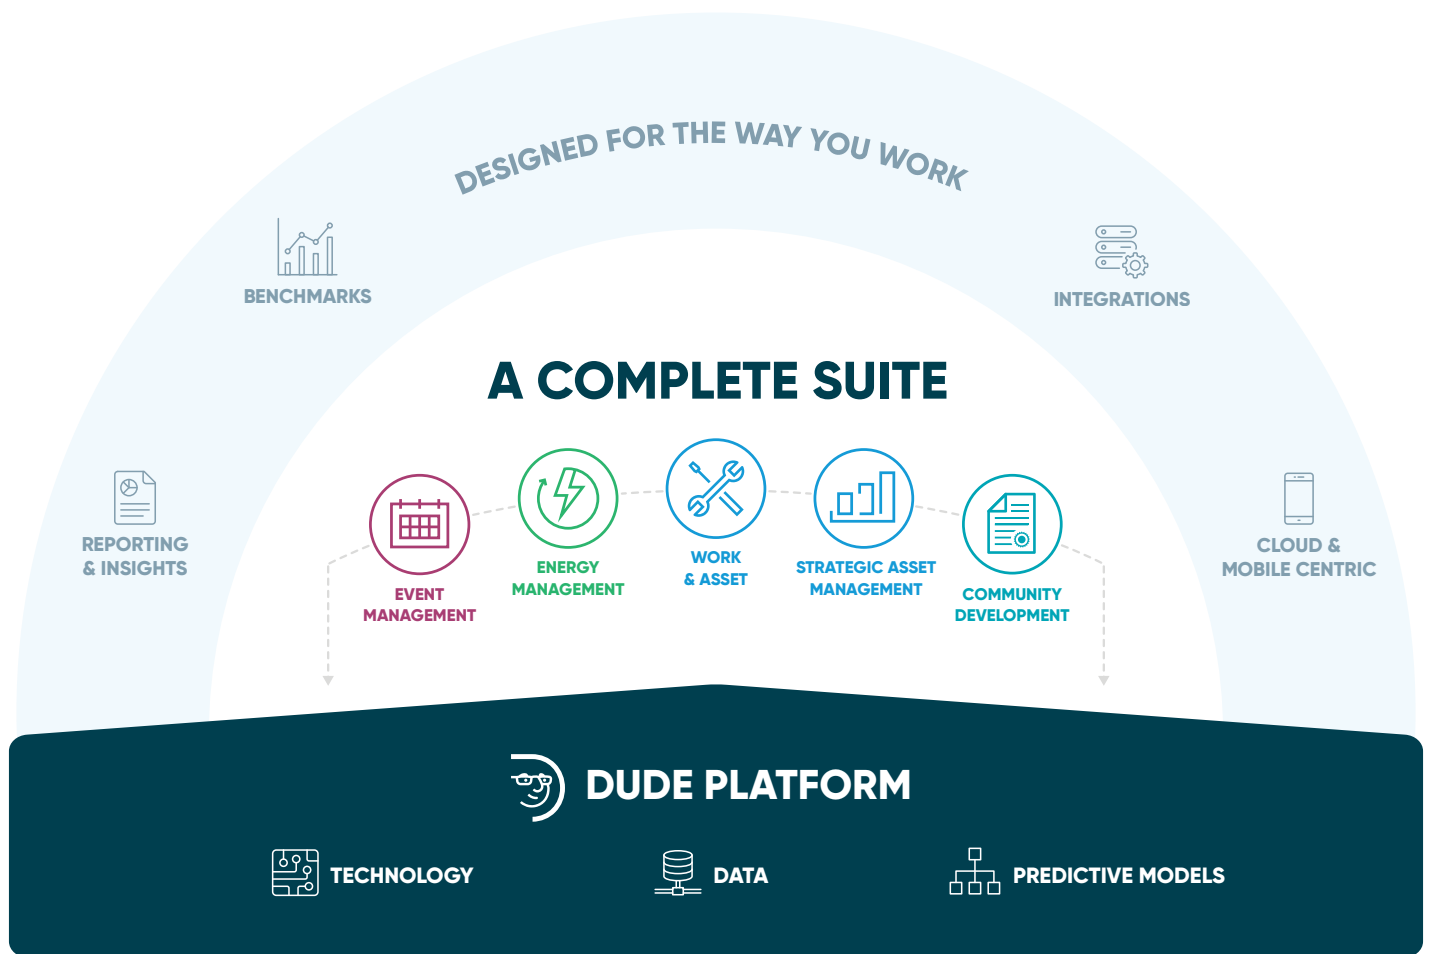 DESIGNED FOR THE WAY YOU WORK
BENCHMARKS
INTEGRATIONS
REPORTING
& INSIGHTS
CLOUD &
MOBILE CENTRIC
A COMPLETE SUITE
EVENT
MANAGEMENT
ENERGY
MANAGEMENT
WORK
& ASSET
STRATEGIC ASSET
MANAGEMENT
COMMUNITY
DEVELOPMENT
DUDE PLATFORM
TECHNOLOGY
DATA
PREDICTIVE MODELS